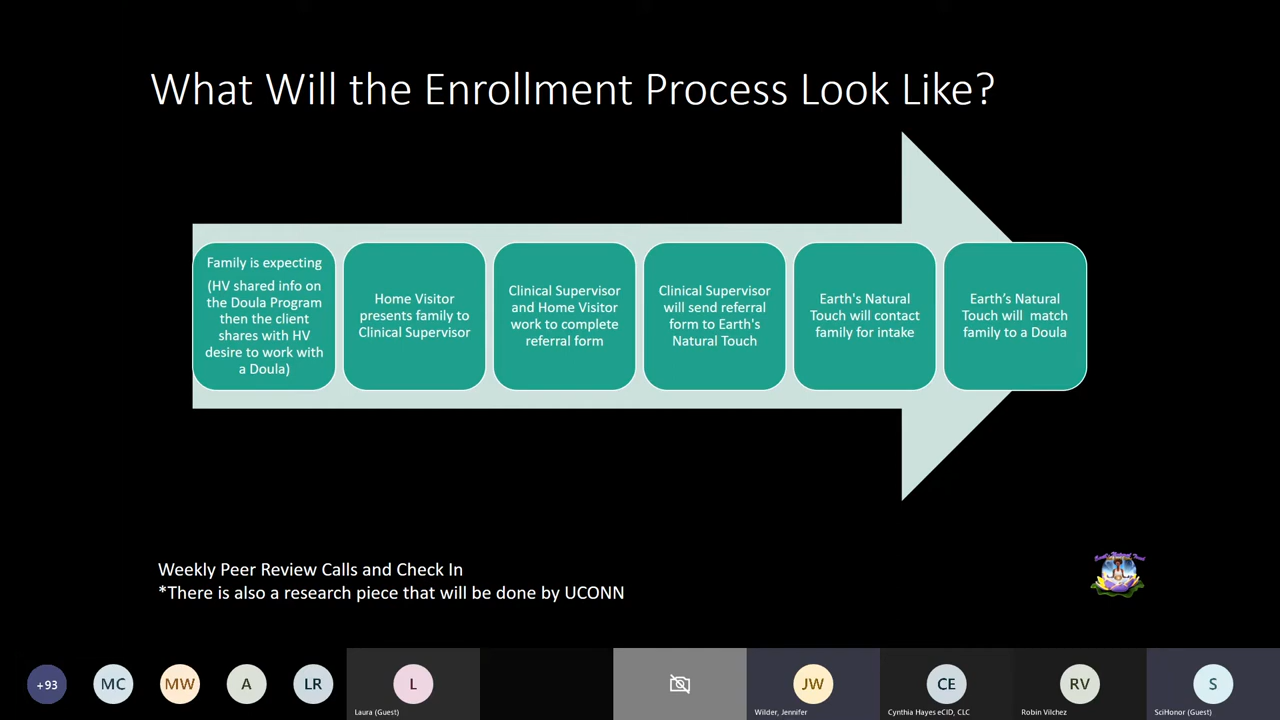 What Will the Enrollment Process Look Like?
Family is expecting
(HV shared info on
the Doula Program
then the client
shares with HV
desire to work with
a Doula)
Home Visitor
presents family to
Clinical Supervisor
Clinical Supervisor
and Home Visitor
work to complete
referral form
Clinical Supervisor
will send referral
form to Earth's
Natural Touch
Earth's Natural
Touch will contact
family for intake
Earth’s Natural
Touch will match
family to a Doula
Weekly Peer Review Calls and Check In
*There is also a research piece that will be done by UCONN
Earth's Natural Touch
+93
MC
MW
A
LR
L
JW
CE
RV
S
Laura (Guest)
Wilder, Jennifer
Cynthia Hayes eCID, CLC
Robin Vilchez
SciHonor (Guest)